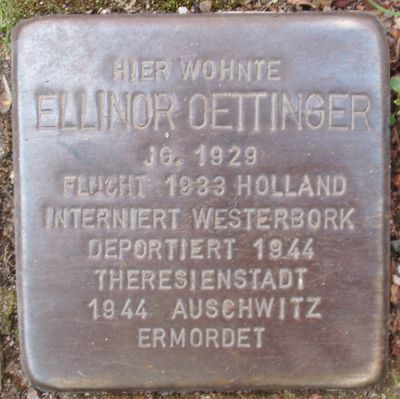 HIER WOHNTE
ELLINOR OETTINGER
JG. 1929
FLUCHT 1933 HOLLAND
INTERNIERT WESTERBORK
DEPORTIERT 1944
THERESIENSTADT
1944 AUSCHWITZ
ERMORDET